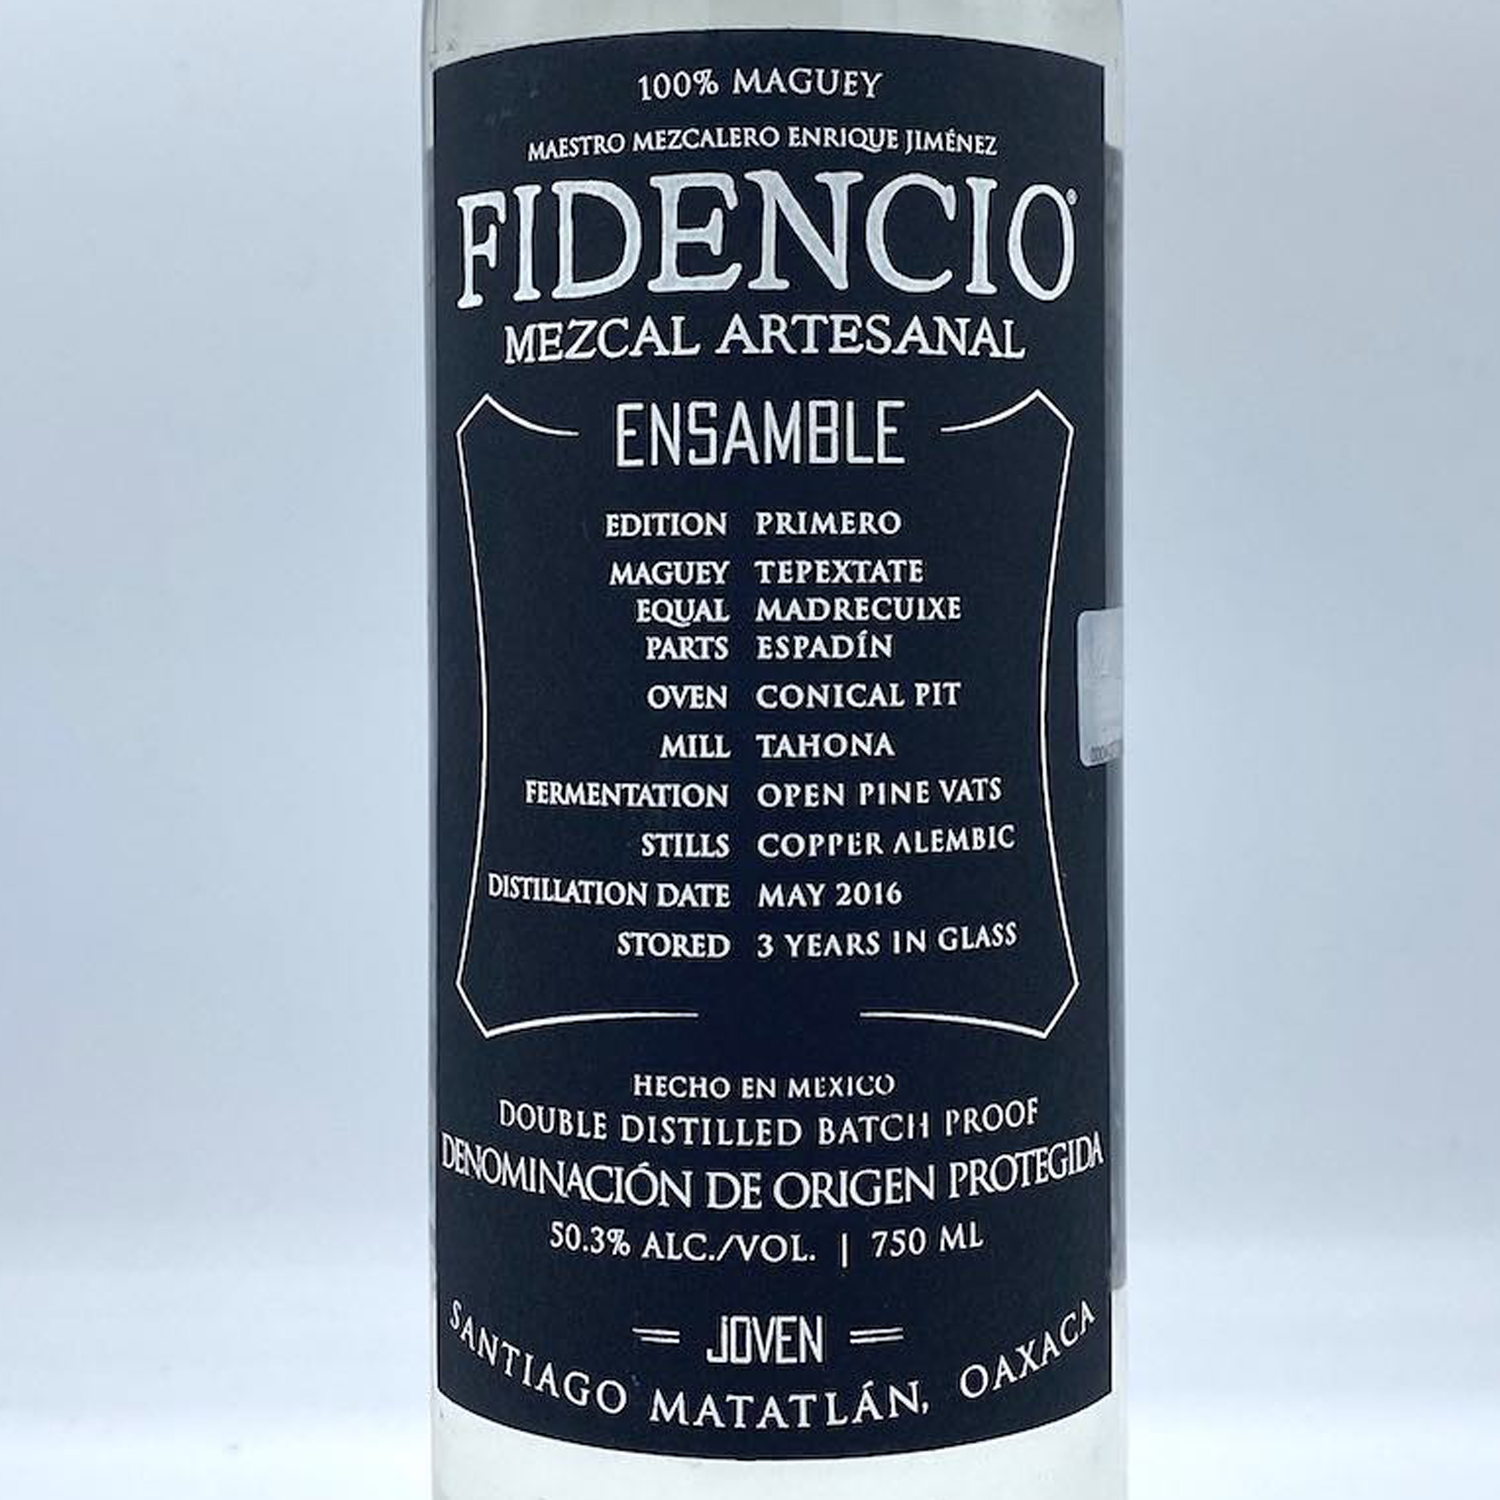 100% MAGUEY
MAESTRO MEZCALERO ENRIQUE JIMÉNEZ
FIDENCIO®
MEZCAL ARTESANAL
ENSAMBLE
EDITION PRIMERO
MAGUEY TEPEXTATE
EQUAL MADRECUIXE
PARTS ESPADÍN
OVEN CONICAL PIT
MILL TAHONA
FERMENTATION OPEN PINE VATS
STILLS COPPER ALEMBIC
DISTILLATION DATE MAY 2016
STORED 3 YEARS IN GLASS
HECHO EN MEXICO
DOUBLE DISTILLED BATCH PROOF
DENOMINACIÓN DE ORIGEN PROTEGIDA
50.3% ALC./VOL. | 750 ML
JOVEN
SANTIAGO MATATLÁN, OAXACA